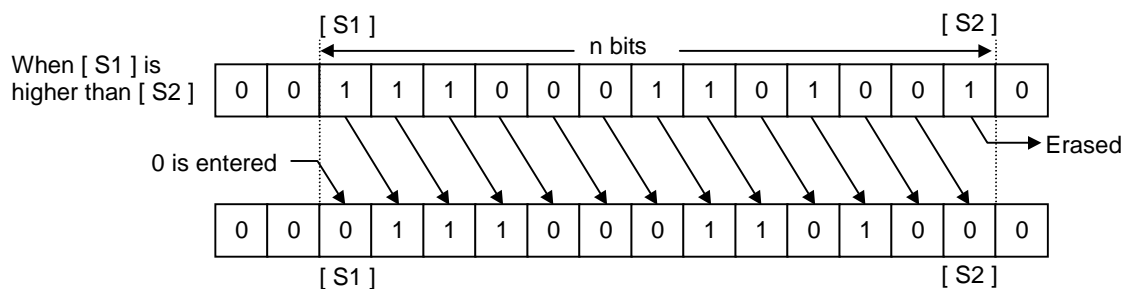 [ S1 ] [ S2 ]
n bits
When [ S1 ] is
higher than [ S2 ]
0 0 1 1 1 0 0 0 1 1 0 1 0 0 1 0
0 is entered
Erased
0 0 0 1 1 1 0 0 0 1 1 0 1 0 0 0
[ S1 ] [ S2 ]